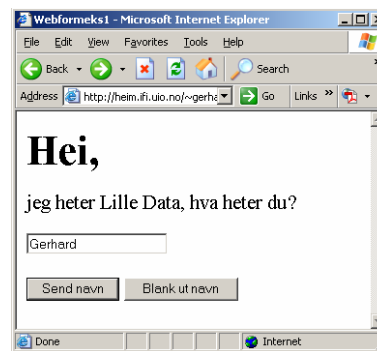 Webformeks1 - Microsoft Internet Explorer
File Edit View Favorites Tools Help
Back Search
Address http://heim.ifi.uio.no/~gerha Go Links »
Hei,
jeg heter Lille Data, hva heter du?
Gerhard
Send navn Blank ut navn
Done Internet